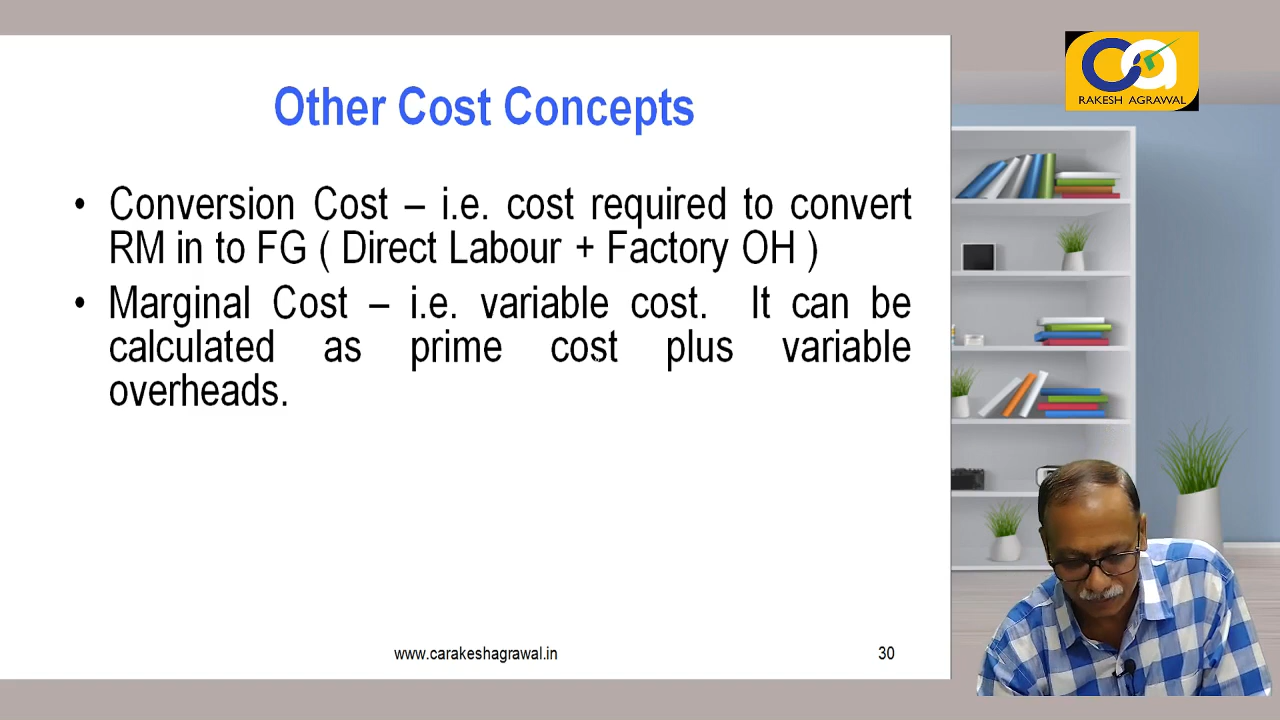 Other Cost Concepts
• Conversion Cost – i.e. cost required to convert
RM in to FG ( Direct Labour + Factory OH )
• Marginal Cost – i.e. variable cost. It can be
calculated as prime cost plus variable
overheads.
www.carakeshagrawal.in
30
ca
RAKESH AGRAWAL